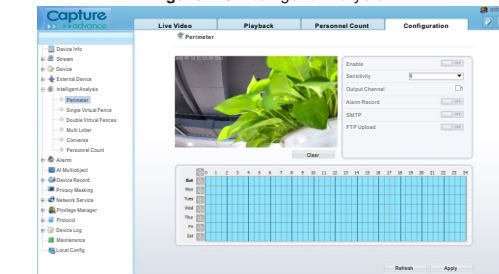 Capture
advance
Live Video Playback Personnel Count Configuration
Perimeter
Device Info
Stream
Device
External Device
Intelligent Analysis
Perimeter
Single Virtual Fence
Double Virtual Fences
Multi Loiter
Converse
Personnel Count
Alarm
AI Multiobject
Device Record
Privacy Masking
Network Service
Privilege Manager
Protocol
Device Log
Maintenance
Local Config
Enable
Sensitivity 5
Output Channel 1
Alarm Record
SMTP
FTP Upload
Clear
0 1 2 3 4 5 6 7 8 9 10 11 12 13 14 15 16 17 18 19 20 21 22 23 24
Sun
Mon
Tues
Wed
Thur
Fri
Sat
Refresh Apply